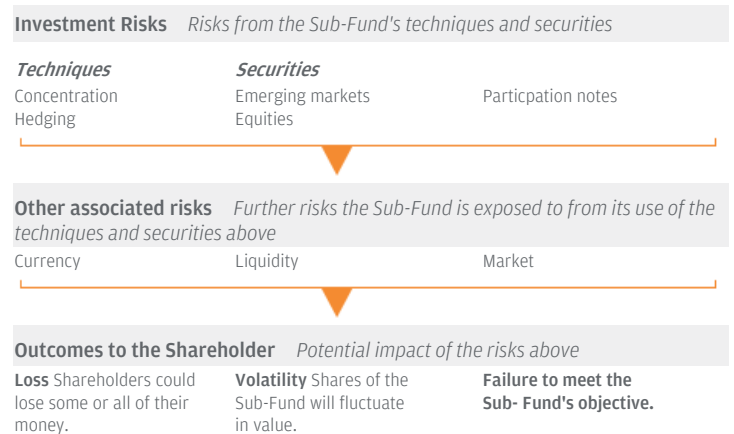 Investment Risks Risks from the Sub-Fund's techniques and securities
Techniques Securities
Concentration Emerging markets Particpation notes
Hedging Equities
Other associated risks Further risks the Sub-Fund is exposed to from its use of the
techniques and securities above
Currency Liquidity Market
Outcomes to the Shareholder Potential impact of the risks above
Loss Shareholders could
lose some or all of their
money.
Volatility Shares of the
Sub-Fund will fluctuate
in value.
Failure to meet the
Sub- Fund's objective.